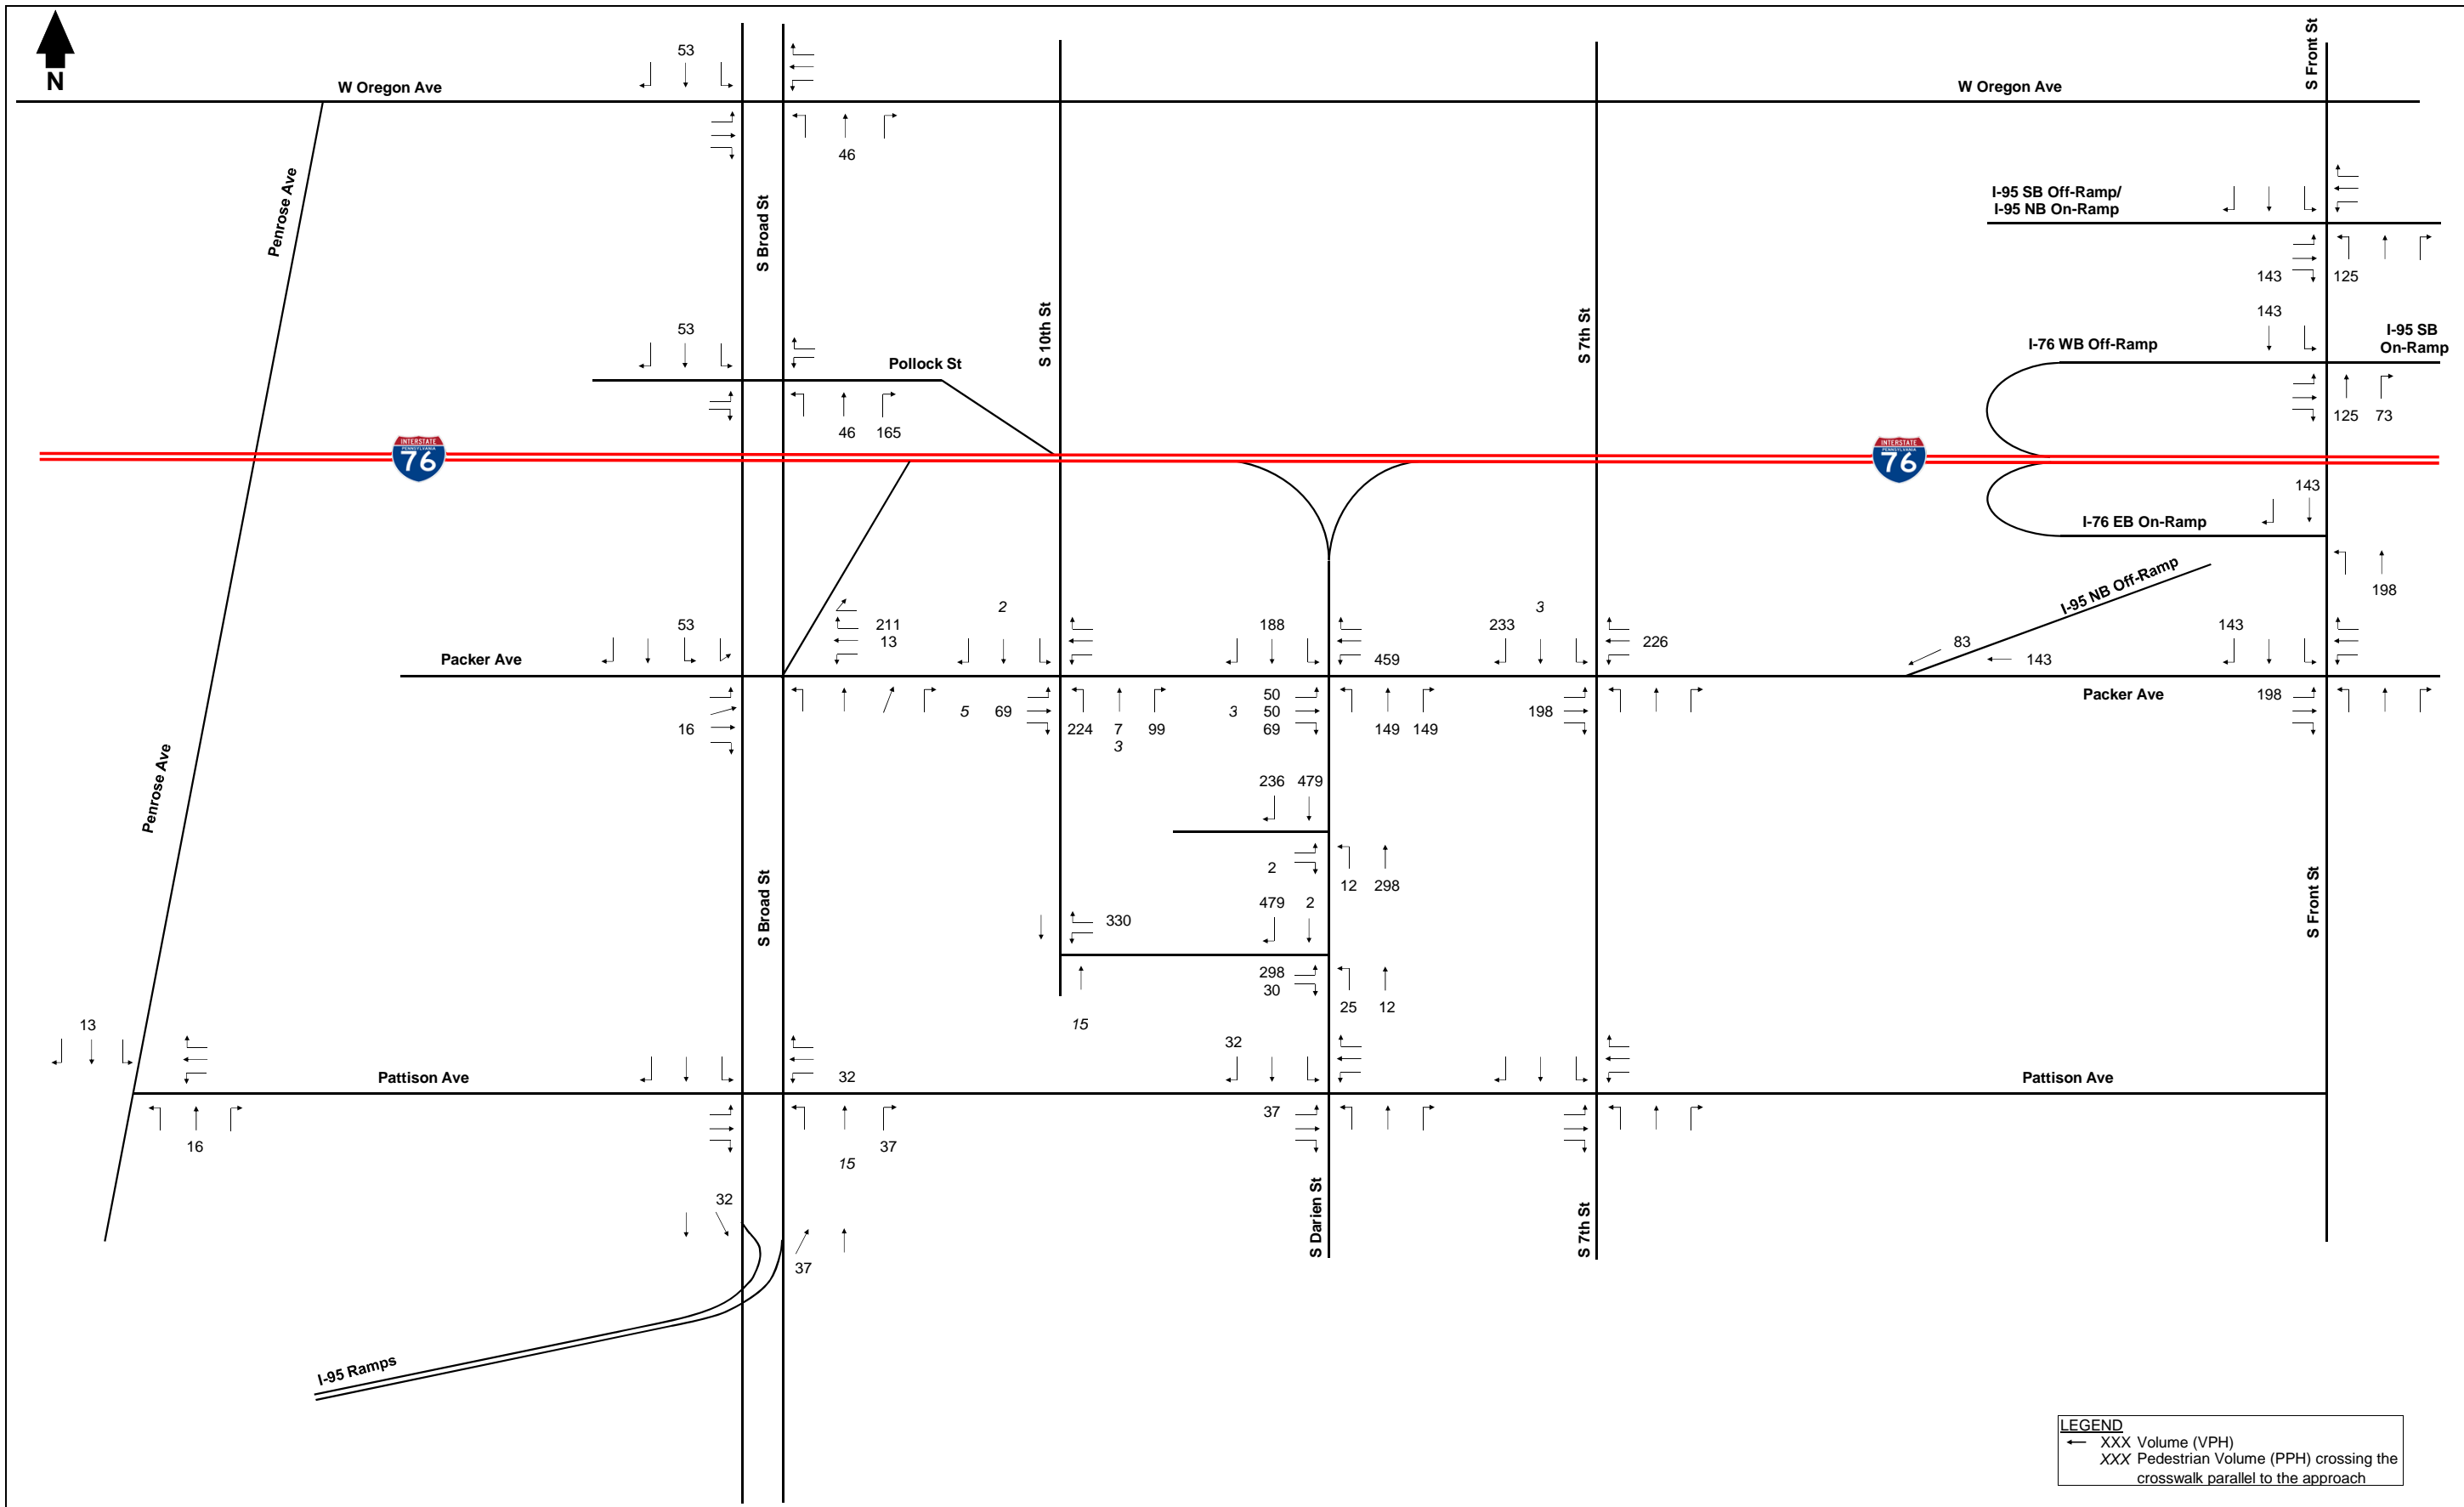 N
53
W Oregon Ave
W Oregon Ave
S Front St
46
Penrose Ave
S Broad St
I-95 SB Off-Ramp/
I-95 NB On-Ramp
143
125
53
S 10th St
S 7th St
143
I-76 WB Off-Ramp
I-95 SB
On-Ramp
Pollock St
46 165
125 73
INTERSTATE
PENNSYLVANIA
76
INTERSTATE
PENNSYLVANIA
76
143
I-76 EB On-Ramp
I-95 NB Off-Ramp
198
53
211
13
2
188
459
3
233
226
83
143
143
Packer Ave
Packer Ave
16
5 69
224 7 99
3
50
3 50
69
149 149
198
198
Penrose Ave
236 479
2
12 298
S Broad St
S Front St
330
479 2
298
30
25 12
15
13
32
Pattison Ave
32
Pattison Ave
16
37
15
37
32
37
S Darien St
S 7th St
I-95 Ramps
LEGEND
XXX Volume (VPH)
XXX Pedestrian Volume (PPH) crossing the
crosswalk parallel to the approach